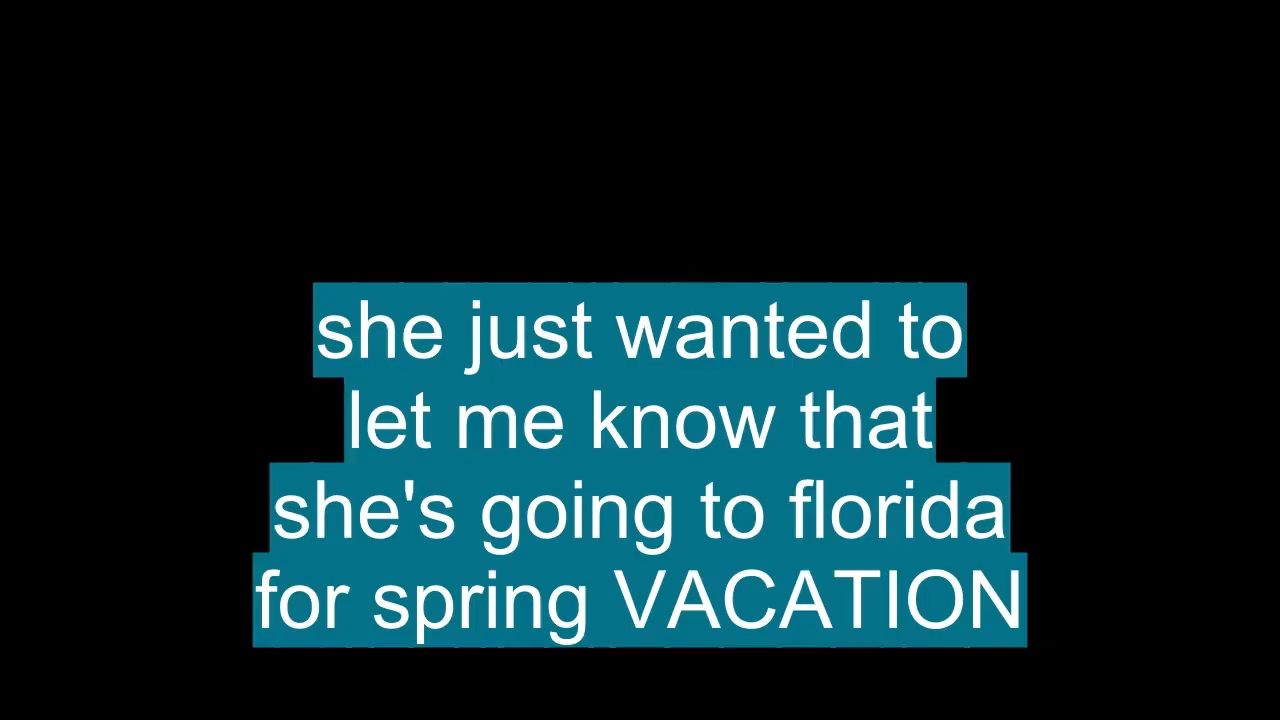 she just wanted to
let me know that
she's going to florida
for spring VACATION